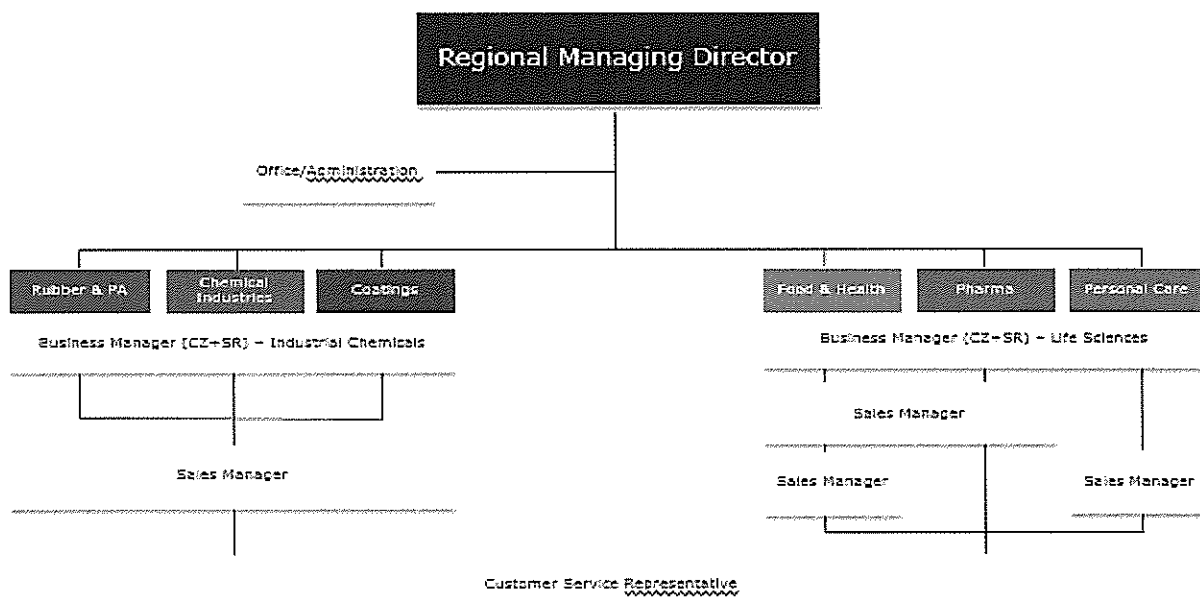 Regional Managing Director
Office/Administration
Rubber & PA
Chemical
Industries
Coatings
Food & Health
Pharma
Personal Care
Business Manager (CZ+SR) – Industrial Chemicals
Business Manager (CZ+SR) – Life Sciences
Sales Manager
Sales Manager
Sales Manager
Sales Manager
Customer Service Representative